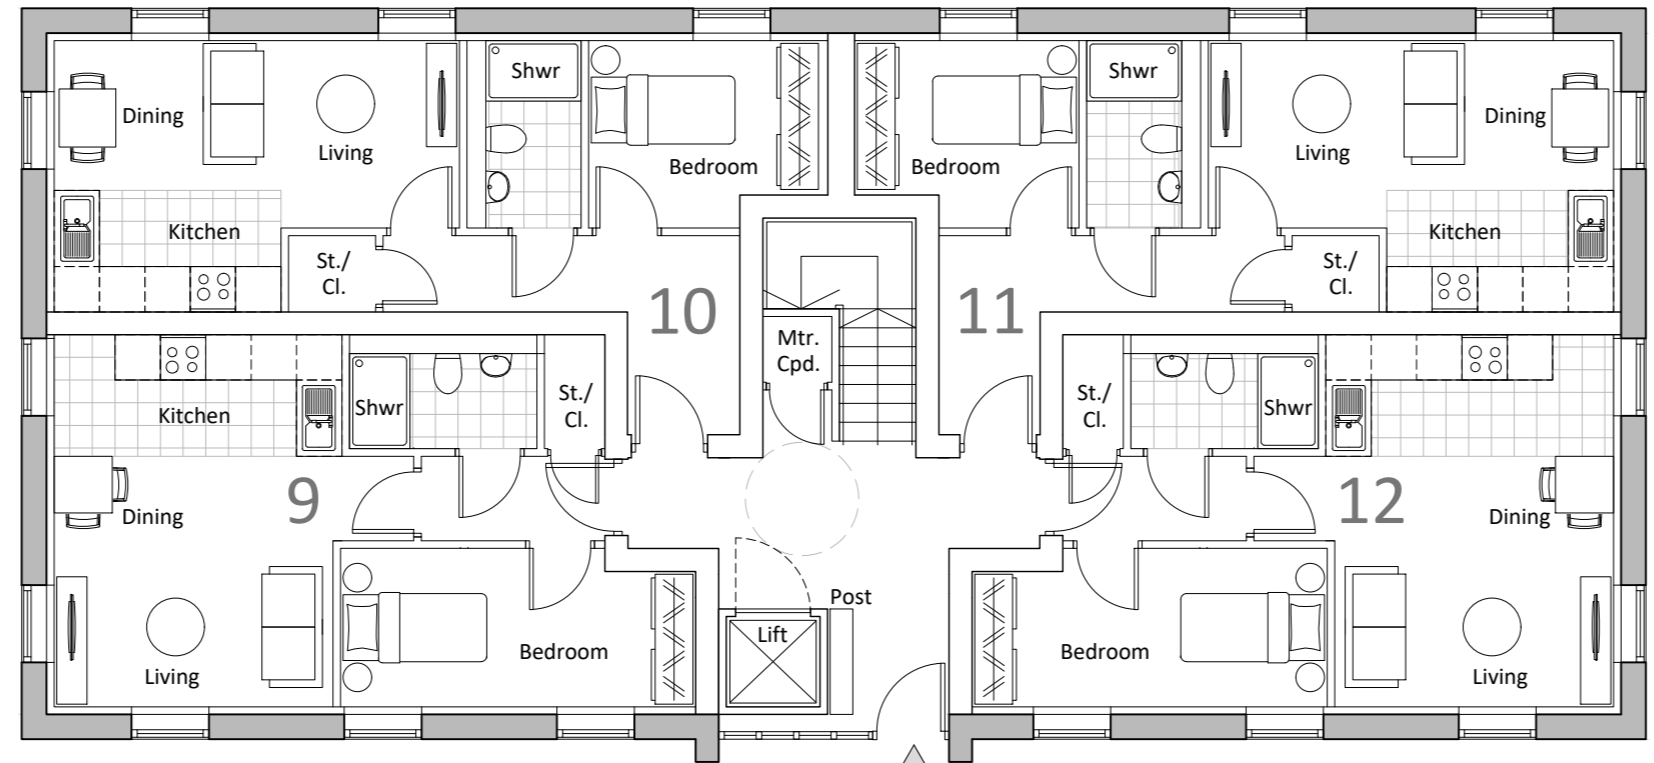 Shwr
Shwr
Dining
Dining
Living
Bedroom
Bedroom
Living
Kitchen
Kitchen
St./
Cl.
St./
Cl.
10
11
Mtr.
Cpd.
Kitchen
Shwr
St./
Cl.
St./
Cl.
Shwr
9
12
Dining
Dining
Post
Lift
Living
Bedroom
Bedroom
Living